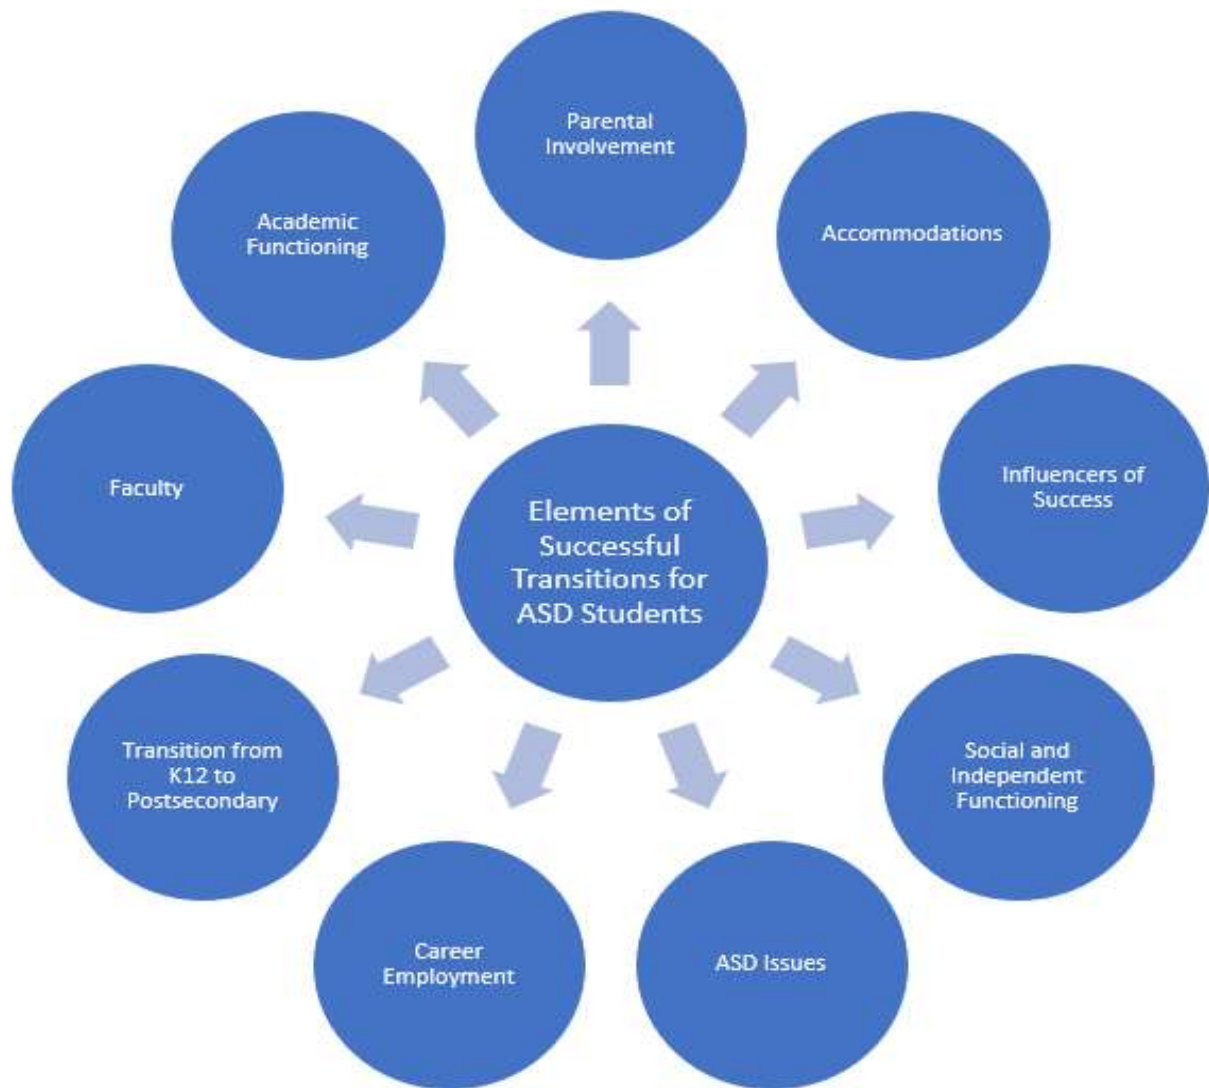 Parental
Involvement
Accommodations
Influencers of
Success
Social and
Independent
Functioning
ASD Issues
Career
Employment
Transition from
K12 to
Postsecondary
Faculty
Academic
Functioning
Elements of
Successful
Transitions for
ASD Students